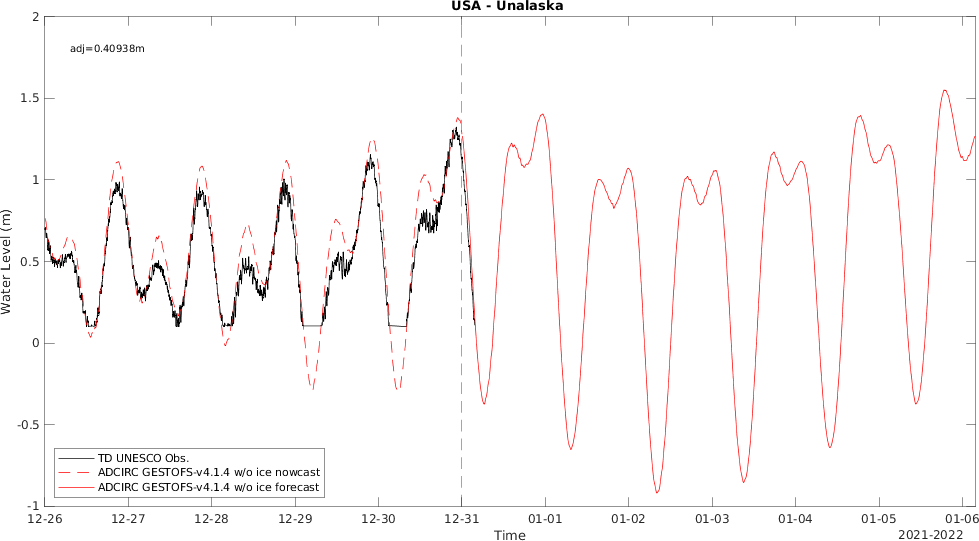 USA - Unalaska
2
adj=0.40938m
1.5
1
0.5
0
-0.5
-1
Water Level (m)
TD UNESCO Obs.
ADCIRC GESTOFS-v4.1.4 w/o ice nowcast
ADCIRC GESTOFS-v4.1.4 w/o ice forecast
12-26 12-27 12-28 12-29 12-30 12-31 01-01 01-02 01-03 01-04 01-05 01-06
Time
2021-2022